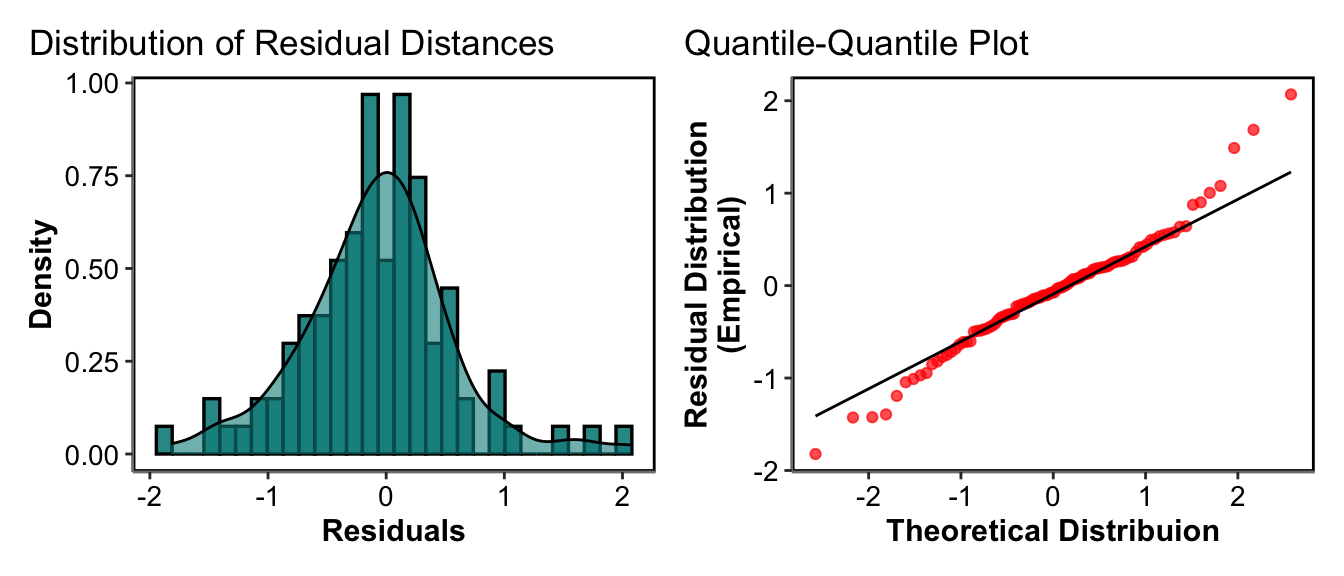 Distribution of Residual Distances
1.00
0.75
0.50
0.25
0.00
Density
-2 -1 0 1 2
Residuals
Quantile-Quantile Plot
2
1
0
-1
-2
Residual Distribution
(Empirical)
-2 -1 0 1 2
Theoretical Distribuion